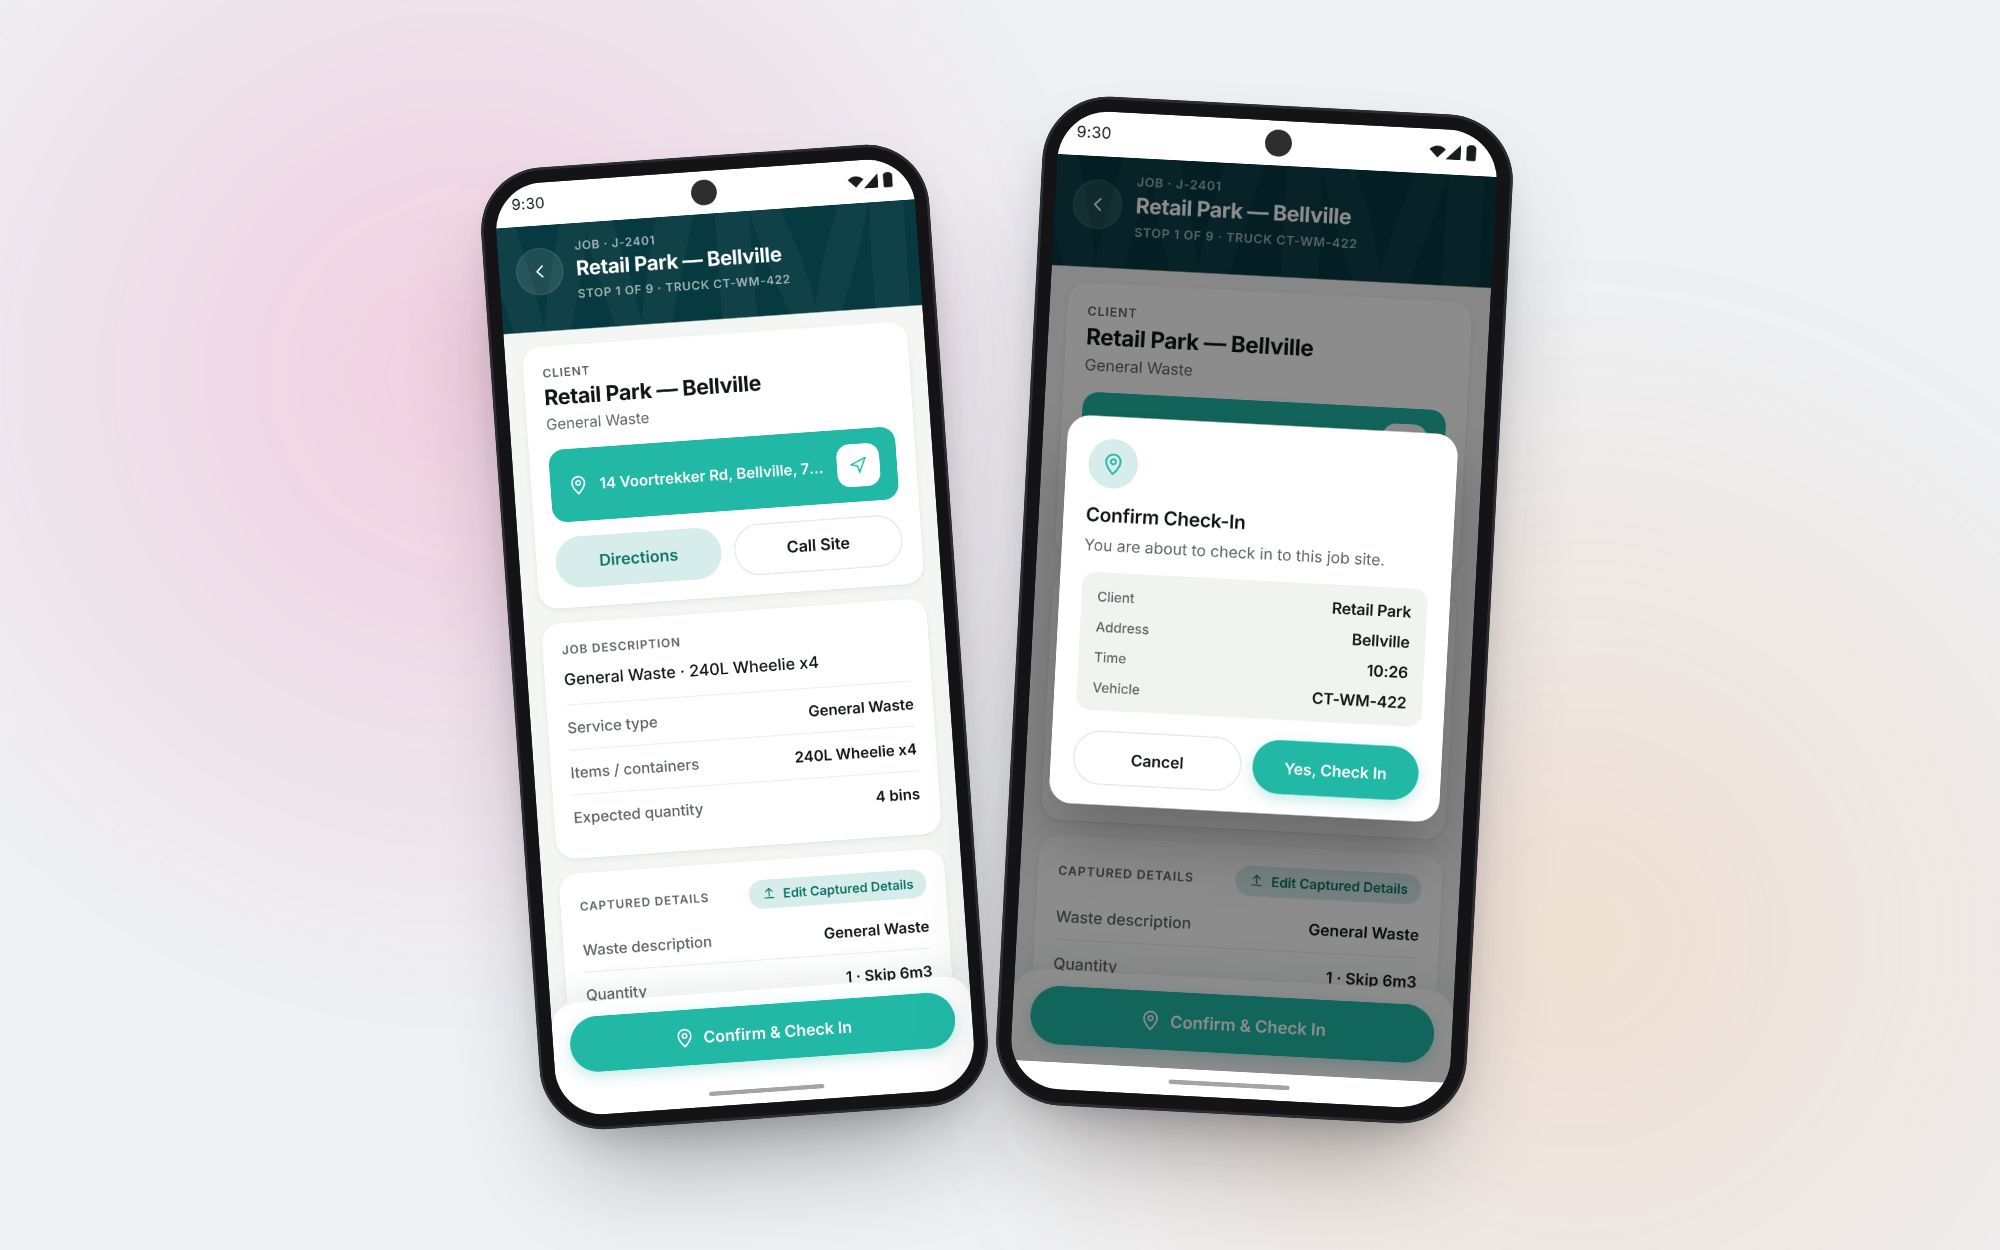 9:30
JOB · J-2401
Retail Park — Bellville
STOP 1 OF 9 · TRUCK CT-WM-422
CLIENT
Retail Park — Bellville
General Waste
14 Voortrekker Rd, Bellville, 7...
Directions
Call Site
JOB DESCRIPTION
General Waste · 240L Wheelie x4
Service type General Waste
Items / containers 240L Wheelie x4
Expected quantity 4 bins
CAPTURED DETAILS Edit Captured Details
Waste description General Waste
Quantity 1 · Skip 6m3
Confirm & Check In
9:30
JOB · J-2401
Retail Park — Bellville
STOP 1 OF 9 · TRUCK CT-WM-422
CLIENT
Retail Park — Bellville
General Waste
Confirm Check-In
You are about to check in to this job site.
Client Retail Park
Address Bellville
Time 10:26
Vehicle CT-WM-422
Cancel
Yes, Check In
CAPTURED DETAILS Edit Captured Details
Waste description General Waste
Quantity 1 · Skip 6m3
Confirm & Check In